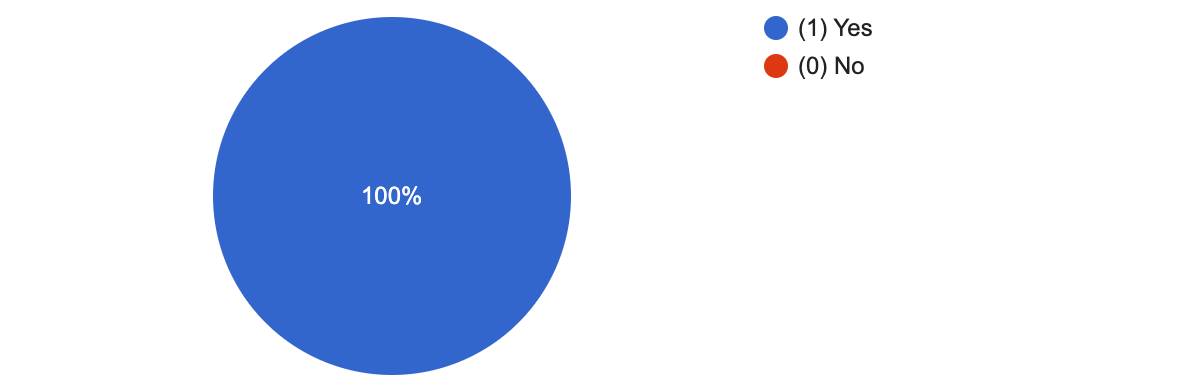 100%
(1) Yes
(0) No